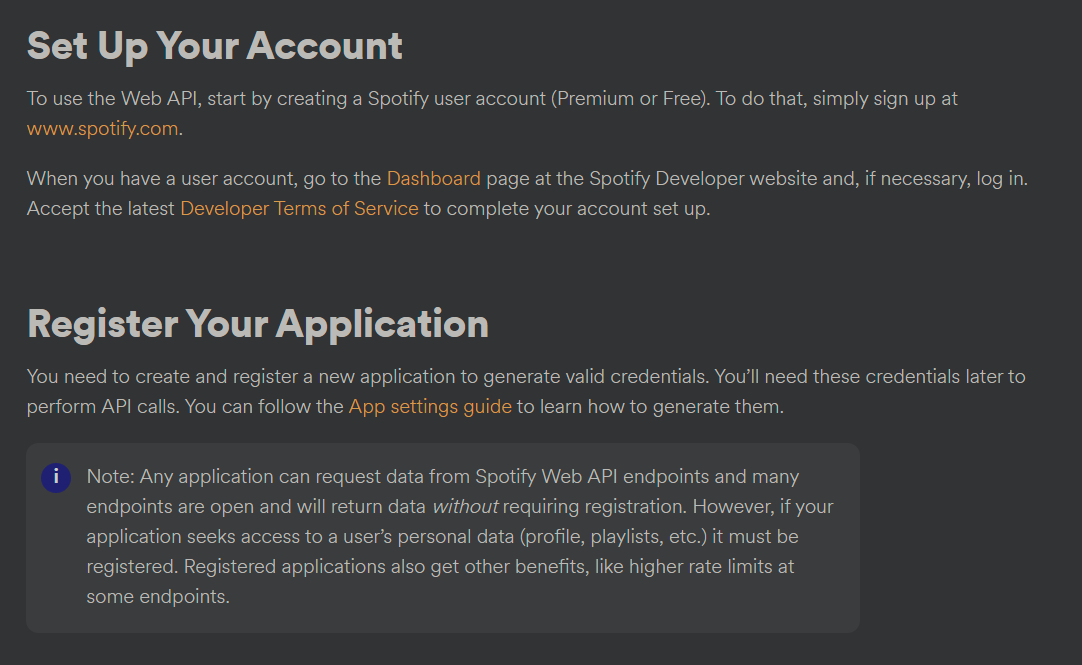 Set Up Your Account
To use the Web API, start by creating a Spotify user account (Premium or Free). To do that, simply sign up at
www.spotify.com.
When you have a user account, go to the Dashboard page at the Spotify Developer website and, if necessary, log in.
Accept the latest Developer Terms of Service to complete your account set up.
Register Your Application
You need to create and register a new application to generate valid credentials. You’ll need these credentials later to
perform API calls. You can follow the App settings guide to learn how to generate them.
i
Note: Any application can request data from Spotify Web API endpoints and many
endpoints are open and will return data without requiring registration. However, if your
application seeks access to a user’s personal data (profile, playlists, etc.) it must be
registered. Registered applications also get other benefits, like higher rate limits at
some endpoints.